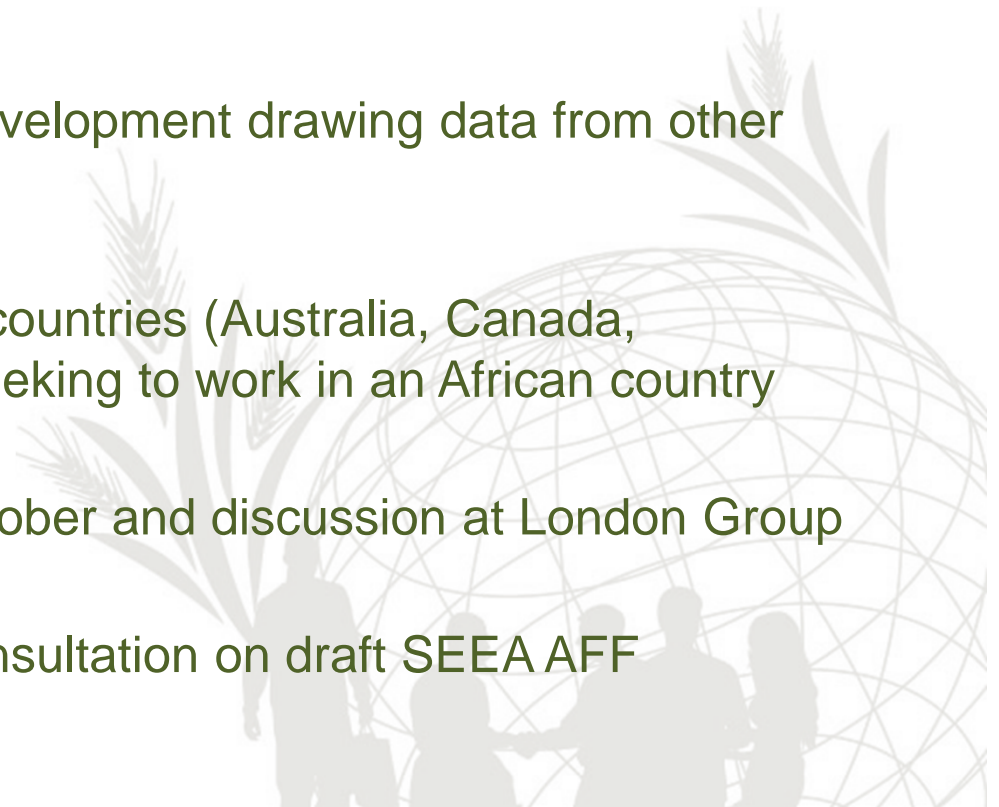 velopment drawing data from other
countries (Australia, Canada,
eking to work in an African country
ober and discussion at London Group
nsultation on draft SEEA AFF